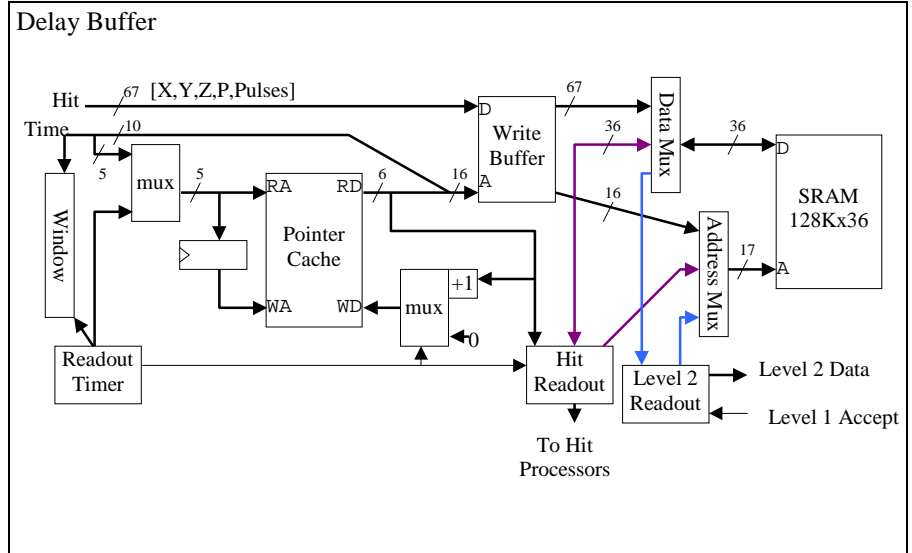 Delay Buffer
Hit
67
[X,Y,Z,P,Pulses]
67
Time
10
5
Window
mux
5
RA
RD
6
16
Pointer
Cache
WA
WD
D
Write
Buffer
A
36
Data Mux
36
16
D
SRAM
128Kx36
A
Address Mux
17
mux
+1
0
Readout
Timer
Hit
Readout
Level 2
Readout
Level 2 Data
Level 1 Accept
To Hit
Processors